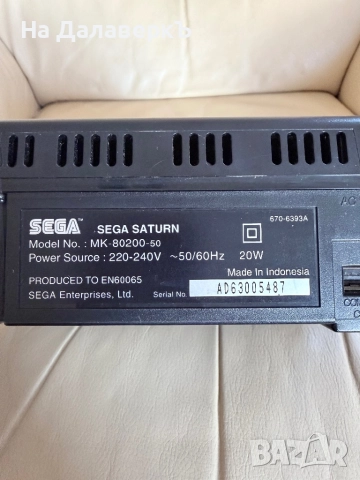 На ДалаверкЪ
SEGA SEGA SATURN 670-6393A
Model No. : MK-80200-50
Power Source : 220-240V ~50/60Hz 20W
Made In Indonesia
PRODUCED TO EN60065
SEGA Enterprises, Ltd. Serial No. AD63005487
AC
BAZAR